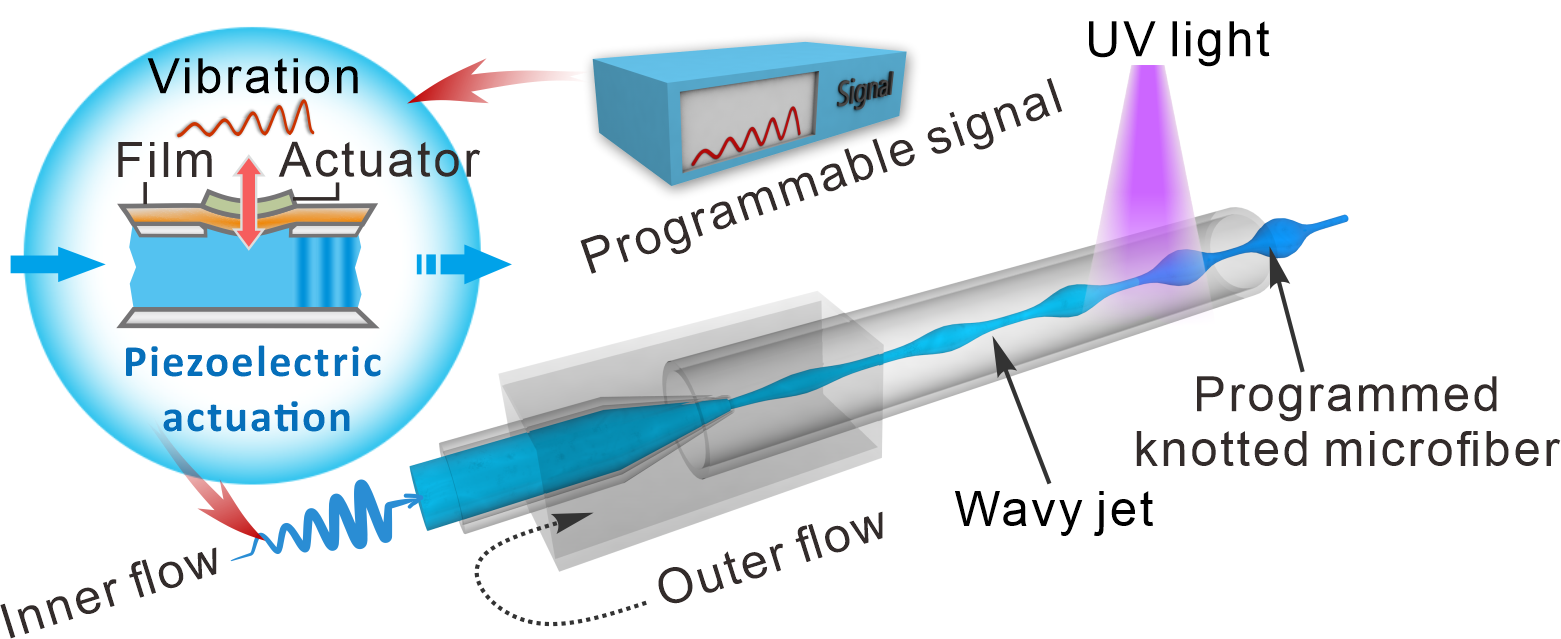 Vibration
Film
Actuator
Piezoelectric
actuation
Signal
Programmable signal
UV light
Programmed
knotted microfiber
Wavy jet
Outer flow
Inner flow